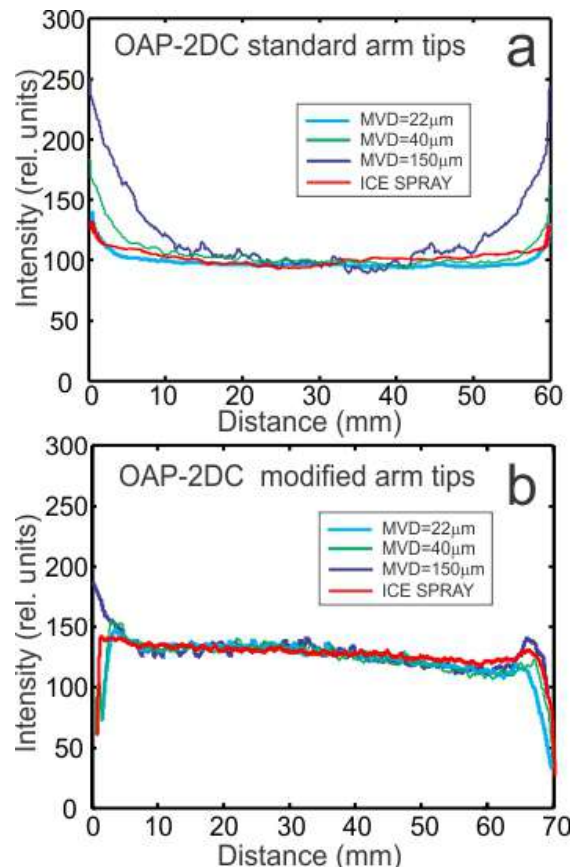 300
250
200
150
100
50
0
Intensity (rel. units)
OAP-2DC standard arm tips
a
MVD=22μm
MVD=40μm
MVD=150μm
ICE SPRAY
0 10 20 30 40 50 60
Distance (mm)
300
250
200
150
100
50
0
Intensity (rel. units)
OAP-2DC modified arm tips
b
MVD=22μm
MVD=40μm
MVD=150μm
ICE SPRAY
0 10 20 30 40 50 60 70
Distance (mm)